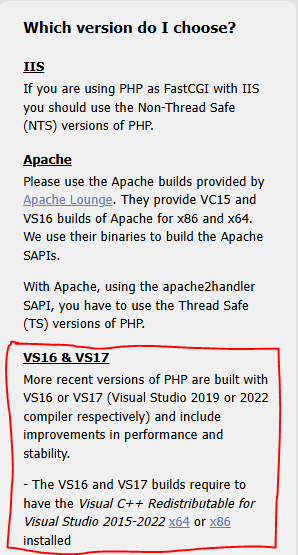 Which version do I choose?
IIS
If you are using PHP as FastCGI with IIS
you should use the Non-Thread Safe
(NTS) versions of PHP.
Apache
Please use the Apache builds provided by
Apache Lounge. They provide VC15 and
VS16 builds of Apache for x86 and x64.
We use their binaries to build the Apache
SAPIs.
With Apache, using the apache2handler
SAPI, you have to use the Thread Safe
(TS) versions of PHP.
VS16 & VS17
More recent versions of PHP are built with
VS16 or VS17 (Visual Studio 2019 or 2022
compiler respectively) and include
improvements in performance and
stability.
- The VS16 and VS17 builds require to
have the Visual C++ Redistributable for
Visual Studio 2015-2022 x64 or x86
installed